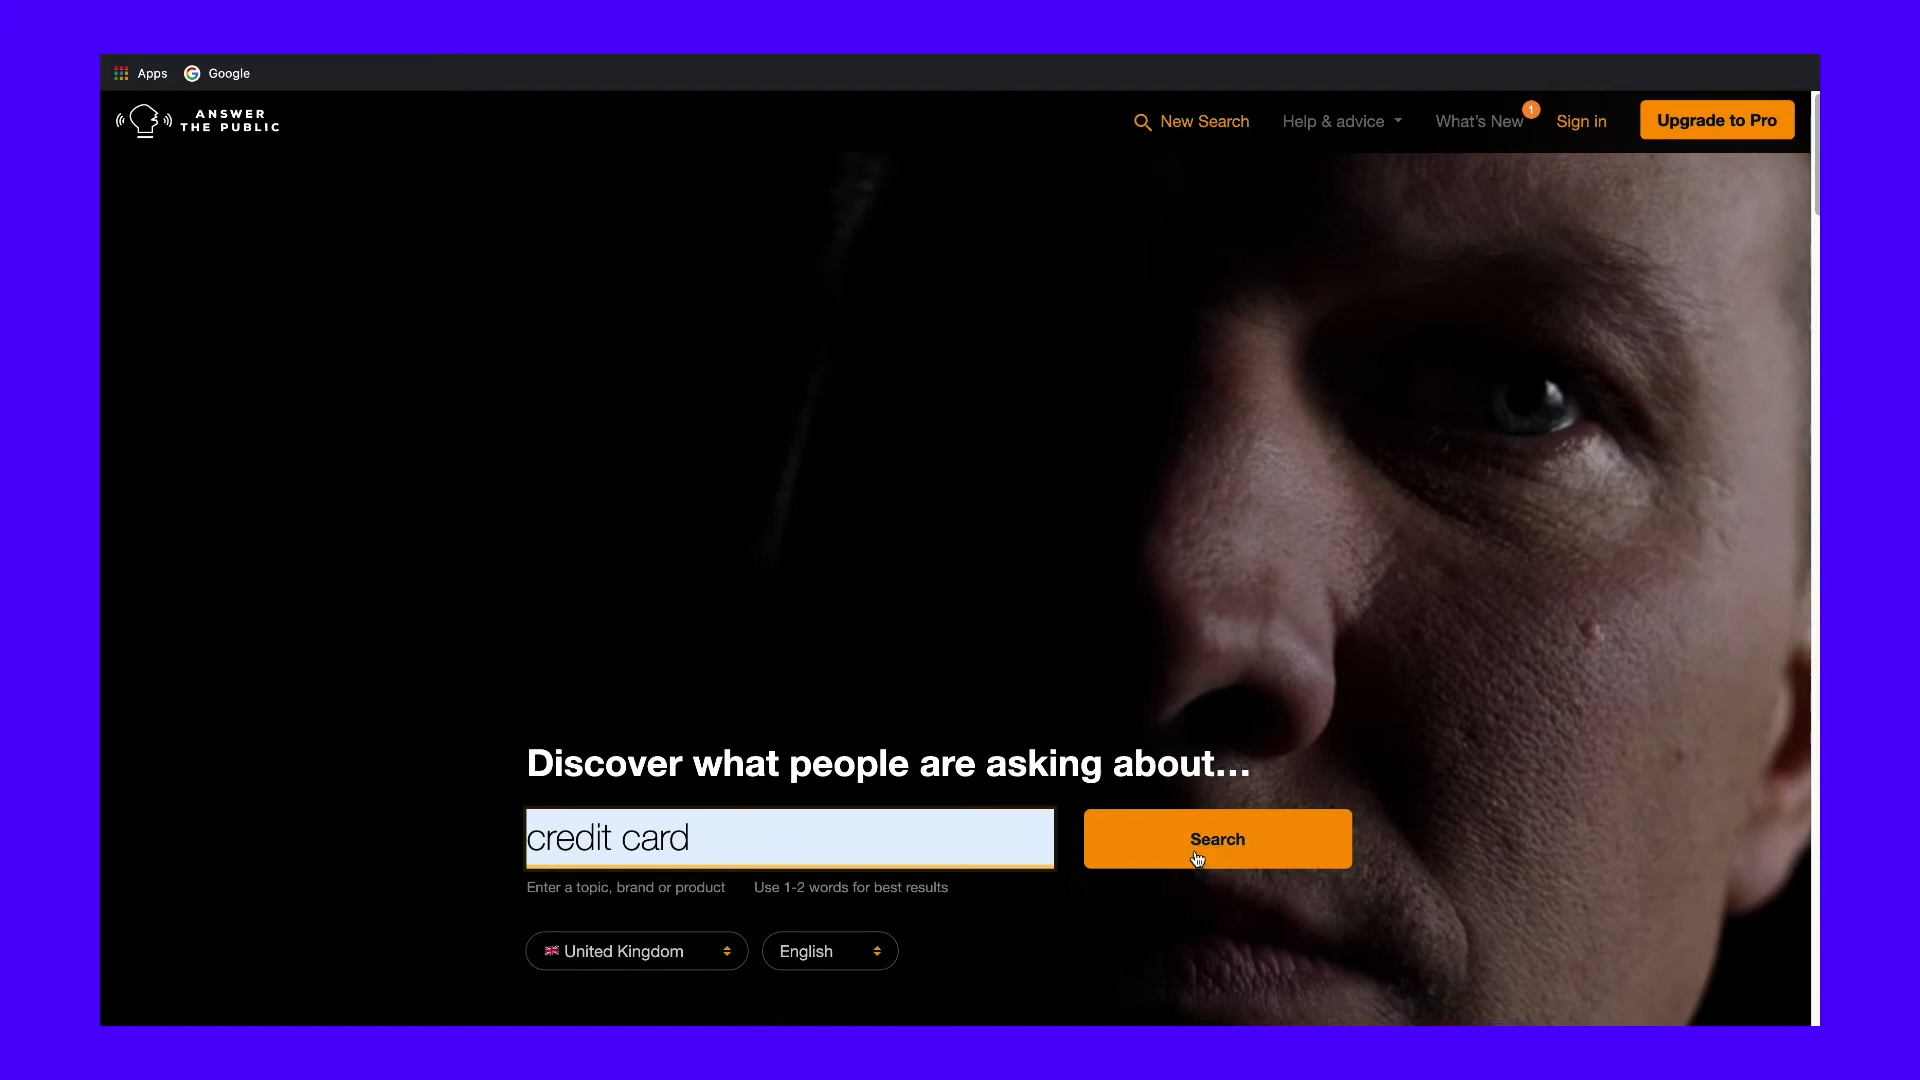 Apps Google
ANSWER
THE PUBLIC
New Search Help & advice What's New 1 Sign in Upgrade to Pro
Discover what people are asking about...
credit card Search
Enter a topic, brand or product Use 1-2 words for best results
United Kingdom English